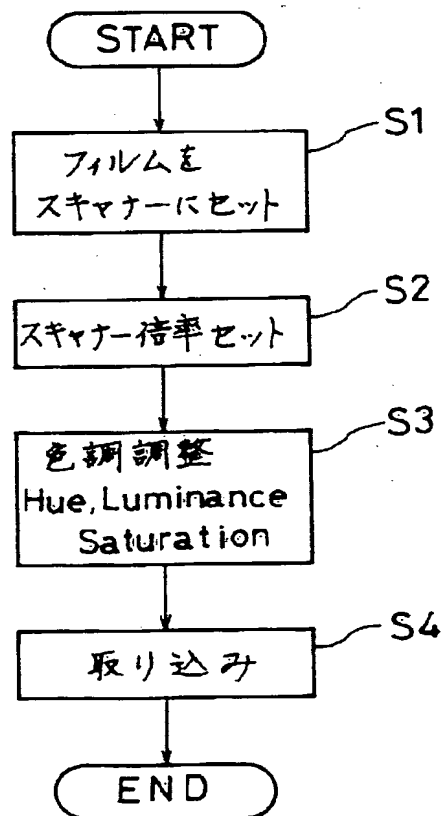 START
S1
フィルムを
スキャナーにセット
S2
スキャナー倍率セット
S3
色調調整
Hue, Luminance
Saturation
S4
取り込み
END